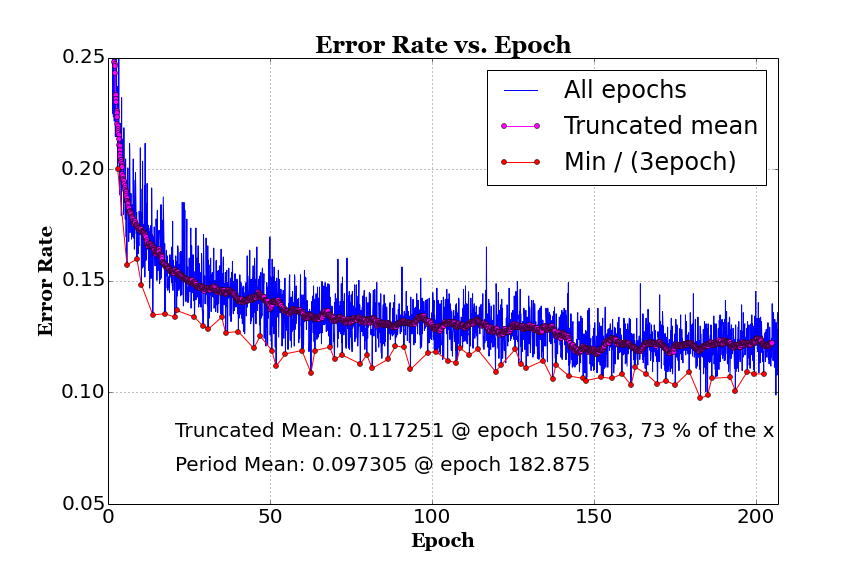 Error Rate vs. Epoch
0.25
0.20
0.15
0.10
0.05
Error Rate
All epochs
Truncated mean
Min / (3epoch)
Truncated Mean: 0.117251 @ epoch 150.763, 73 % of the x
Period Mean: 0.097305 @ epoch 182.875
0 50 100 150 200
Epoch